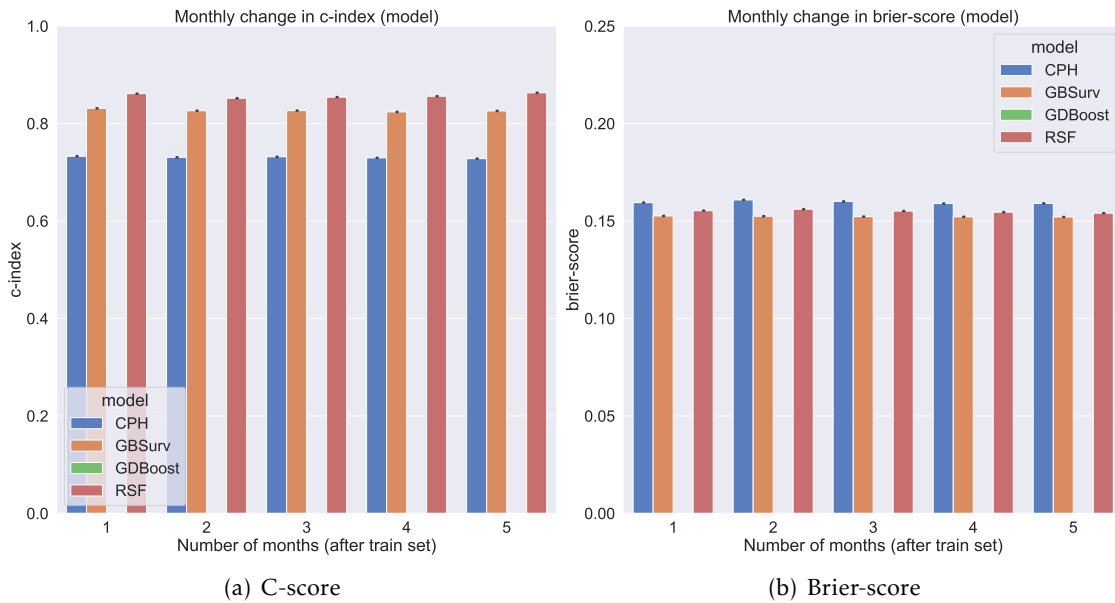 Monthly change in c-index (model)
1.0
0.8
0.6
0.4
0.2
0.0
c-index
model
CPH
GBSurv
GDBoost
RSF
1 2 3 4 5
Number of months (after train set)
(a) C-score
Monthly change in brier-score (model)
0.25
0.20
0.15
0.10
0.05
0.00
brier-score
model
CPH
GBSurv
GDBoost
RSF
1 2 3 4 5
Number of months (after train set)
(b) Brier-score